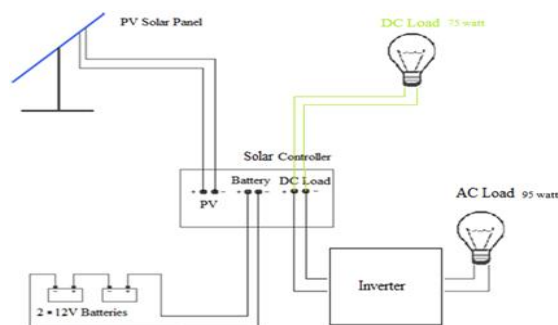 PV Solar Panel
DC Load 75 watt
Solar Controller
Battery DC Load
+ - + - + -
PV
AC Load 95 watt
Inverter
2 * 12V Batteries